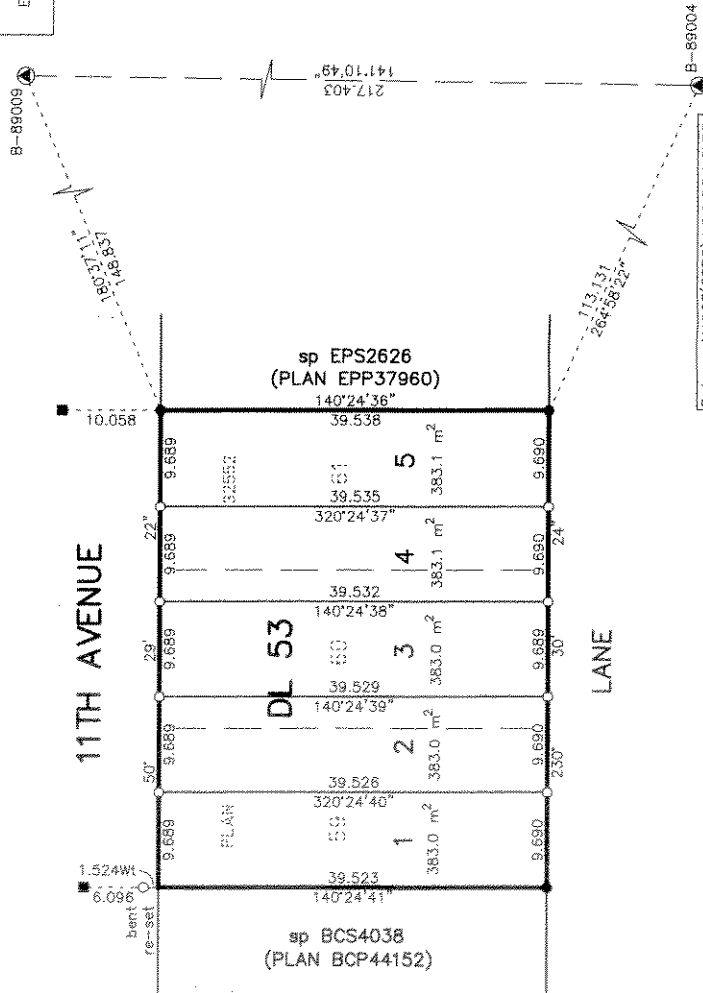 E
B-89009
B-89004
217.403
141°10'49"
180°37'11"
148.837
113.131
264°58'22"
11TH AVENUE
10.058
sp EPS2626
(PLAN EPP37960)
140°24'36"
39.538
9.689
32552
61
5
383.1 m²
9.690
39.535
320°24'37"
22"
9.689
4
383.1 m²
9.690
24"
39.532
140°24'38"
29'
9.689
DL 53
60
3
383.0 m²
9.689
30'
39.529
140°24'39"
9.689
2
383.0 m²
9.690
50°
230°
39.526
320°24'40"
9.689
PLAN
59
1
383.0 m²
9.690
39.523
140°24'41"
1.524Wt
6.096
bent
re-set
sp BCS4038
(PLAN BCP44152)
LANE